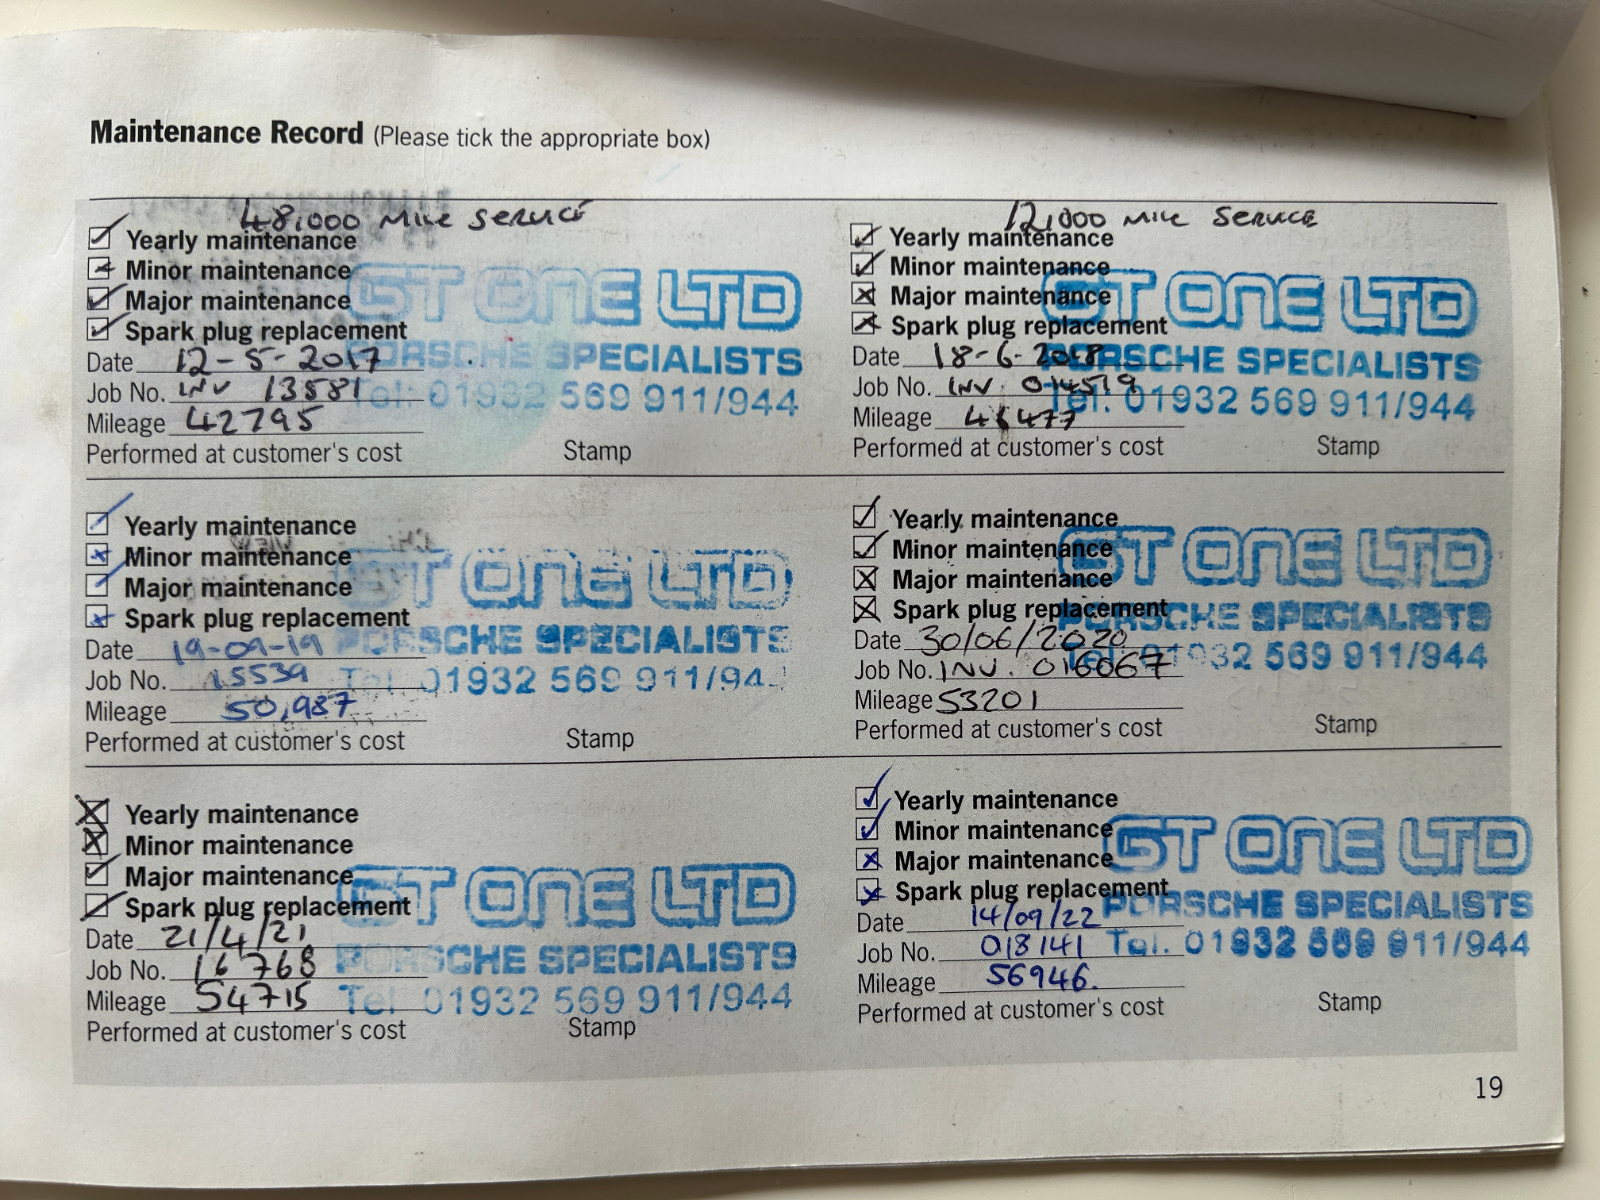 Maintenance Record (Please tick the appropriate box)
48,000 MILE SERVICE
Yearly maintenance
Minor maintenance
Major maintenance
Spark plug replacement
Date 12-5-2017
Job No. INV 13581
Mileage 42795
Performed at customer's cost
GT ONE LTD
PORSCHE SPECIALISTS
Tel: 01932 569 911/944
Stamp
12,000 MILE SERVICE
Yearly maintenance
Minor maintenance
Major maintenance
Spark plug replacement
Date 18-6-2018
Job No. INV. 014519
Mileage 46477
Performed at customer's cost
GT ONE LTD
PORSCHE SPECIALISTS
Tel. 01932 569 911/944
Stamp
Yearly maintenance
Minor maintenance
Major maintenance
Spark plug replacement
Date 19-09-19
Job No. 15539
Mileage 50,987
Performed at customer's cost
GT ONE LTD
PORSCHE SPECIALISTS
Tel. 01932 569 911/94
Stamp
Yearly maintenance
Minor maintenance
Major maintenance
Spark plug replacement
Date 30/06/2020
Job No. INV. 016067
Mileage 53201
Performed at customer's cost
GT ONE LTD
PORSCHE SPECIALISTS
Tel. 01932 569 911/944
Stamp
Yearly maintenance
Minor maintenance
Major maintenance
Spark plug replacement
Date 21/4/21
Job No. 16768
Mileage 54715
Performed at customer's cost
GT ONE LTD
PORSCHE SPECIALISTS
Tel 01932 569 911/944
Stamp
Yearly maintenance
Minor maintenance
Major maintenance
Spark plug replacement
Date 14/09/22
Job No. 018141
Mileage 56946.
Performed at customer's cost
GT ONE LTD
PORSCHE SPECIALISTS
Tel. 01932 569 911/944
Stamp
19